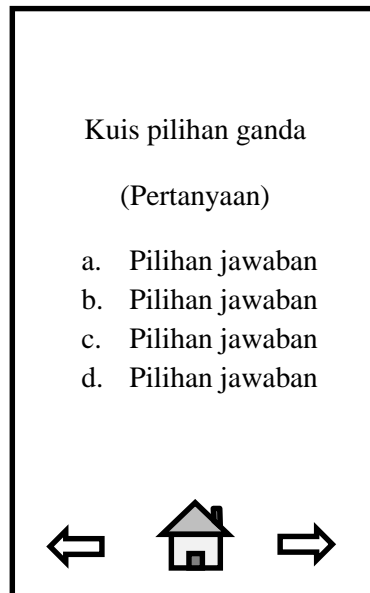 Kuis pilihan ganda
(Pertanyaan)
a. Pilihan jawaban
b. Pilihan jawaban
c. Pilihan jawaban
d. Pilihan jawaban